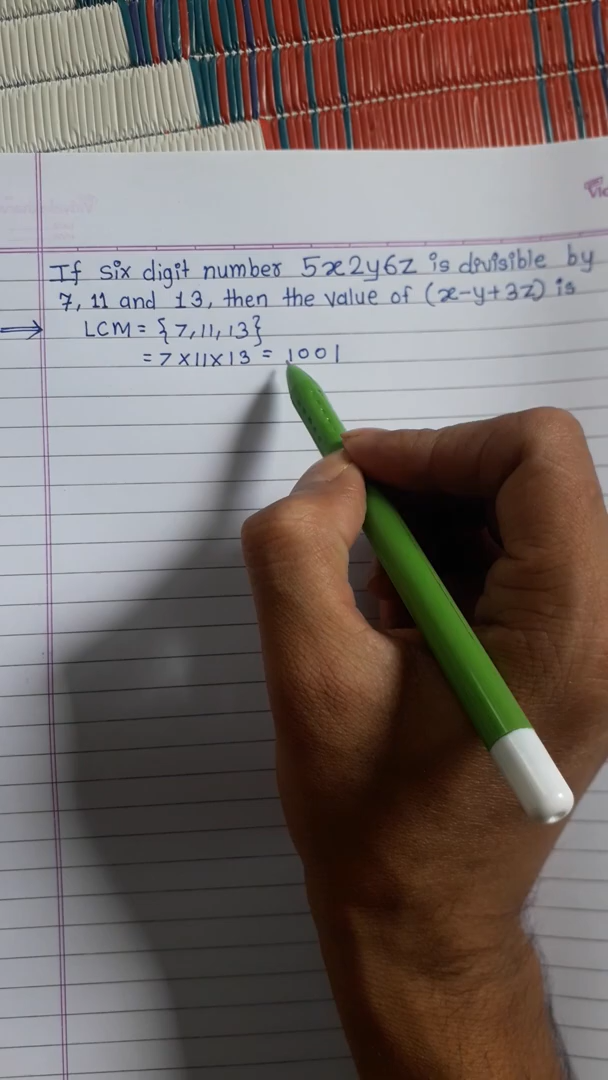 If six digit number 5x2y6z is divisible by
7, 11 and 13, then the value of (x-y+3z) is
⇒ LCM = {7,11,13}
= 7×11×13 = 1001